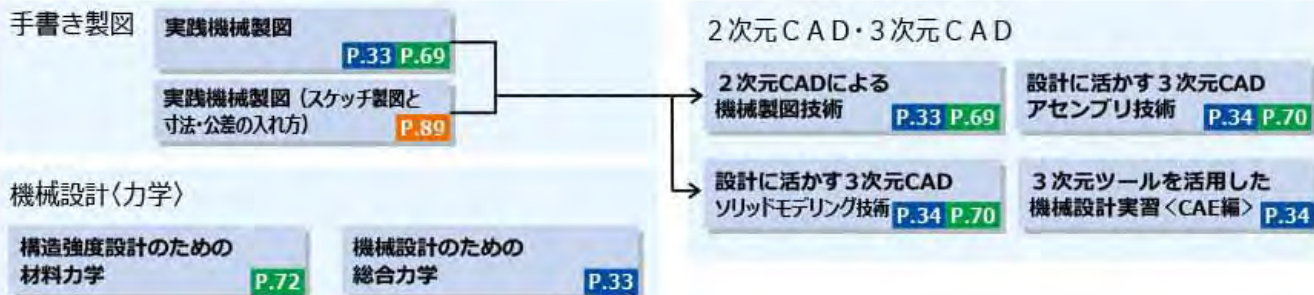 手書き製図
実践機械製図
P.33 P.69
実践機械製図（スケッチ製図と
寸法・公差の入れ方）
P.89
機械設計〈力学〉
構造強度設計のための
材料力学
P.72
機械設計のための
総合力学
P.33
２次元ＣＡＤ・３次元ＣＡＤ
２次元CADによる
機械製図技術
P.33 P.69
設計に活かす３次元CAD
アセンブリ技術
P.34 P.70
設計に活かす３次元CAD
ソリッドモデリング技術
P.34 P.70
３次元ツールを活用した
機械設計実習〈CAE編〉
P.34